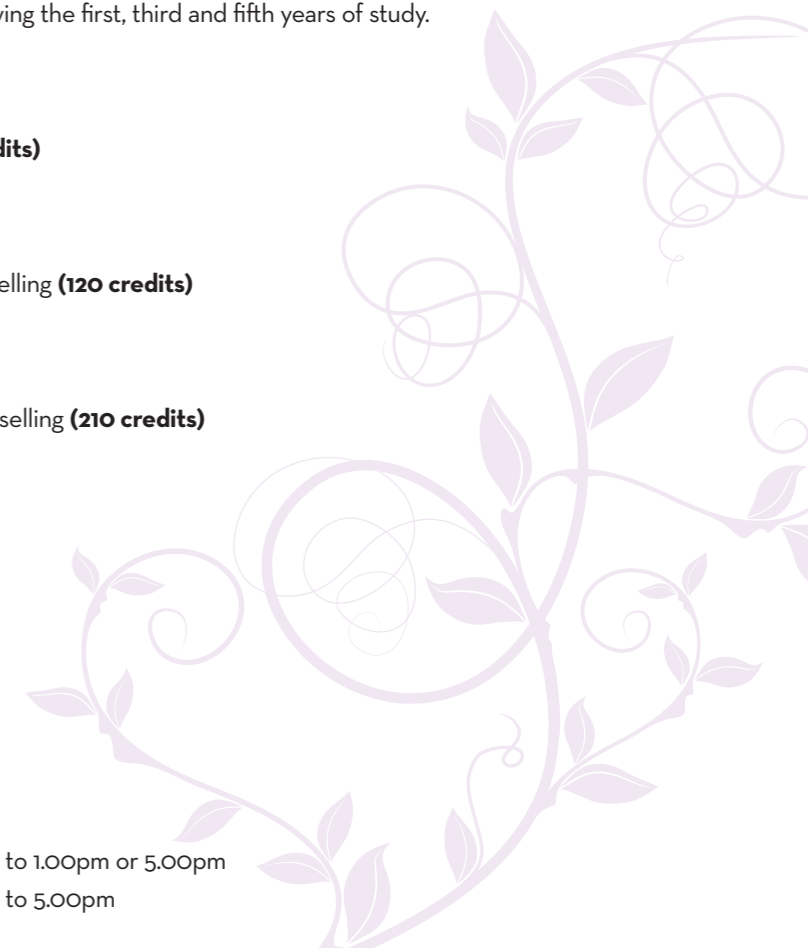 ving the first, third and fifth years of study.
dits)
elling (120 credits)
selling (210 credits)
to 1.00pm or 5.00pm
to 5.00pm